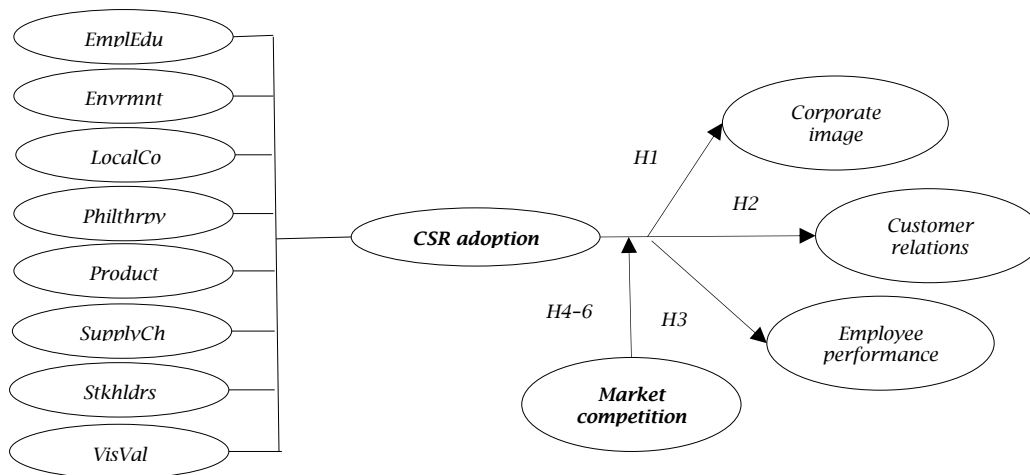 EmplEdu
Envrmnt
LocalCo
Philthrpy
Product
SupplyCh
Stkhldrs
VisVal
CSR adoption
H1
H2
H3
H4–6
Corporate
image
Customer
relations
Employee
performance
Market
competition